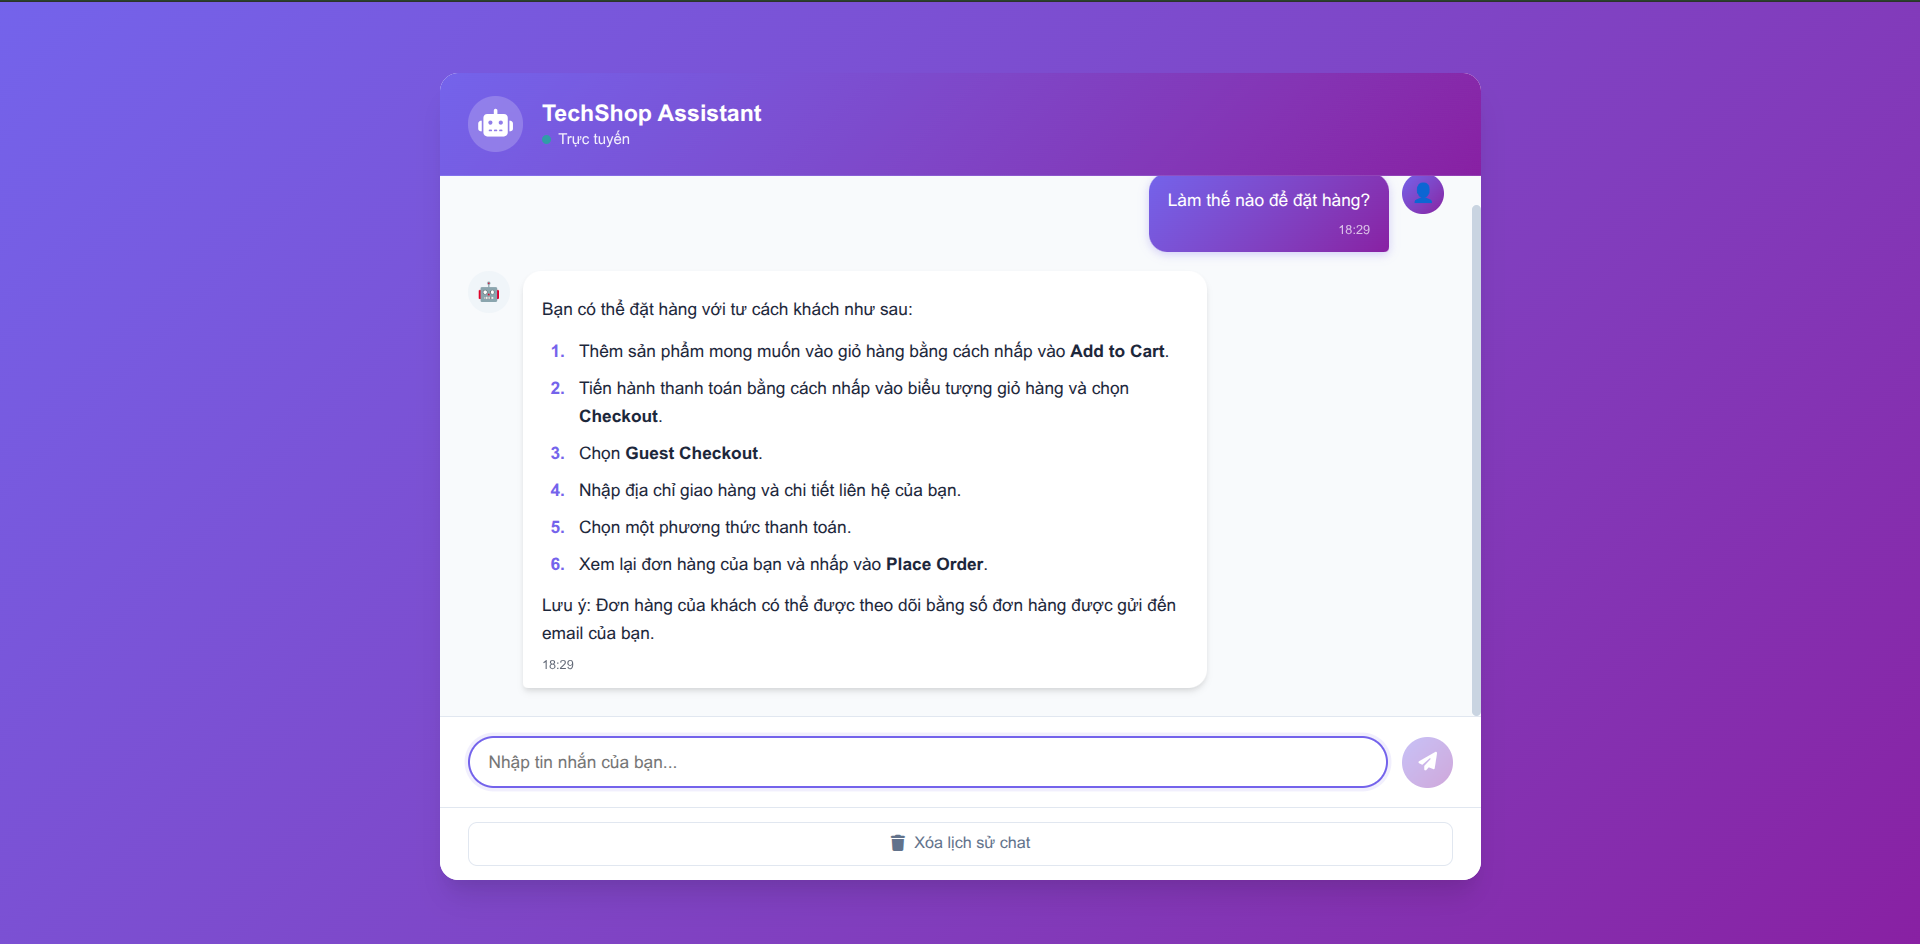 TechShop Assistant
Trực tuyến
Làm thế nào để đặt hàng?
18:29
Bạn có thể đặt hàng với tư cách khách như sau:
1. Thêm sản phẩm mong muốn vào giỏ hàng bằng cách nhấp vào Add to Cart.
2. Tiến hành thanh toán bằng cách nhấp vào biểu tượng giỏ hàng và chọn
Checkout.
3. Chọn Guest Checkout.
4. Nhập địa chỉ giao hàng và chi tiết liên hệ của bạn.
5. Chọn một phương thức thanh toán.
6. Xem lại đơn hàng của bạn và nhấp vào Place Order.
Lưu ý: Đơn hàng của khách có thể được theo dõi bằng số đơn hàng được gửi đến
email của bạn.
18:29
Nhập tin nhắn của bạn...
Xóa lịch sử chat